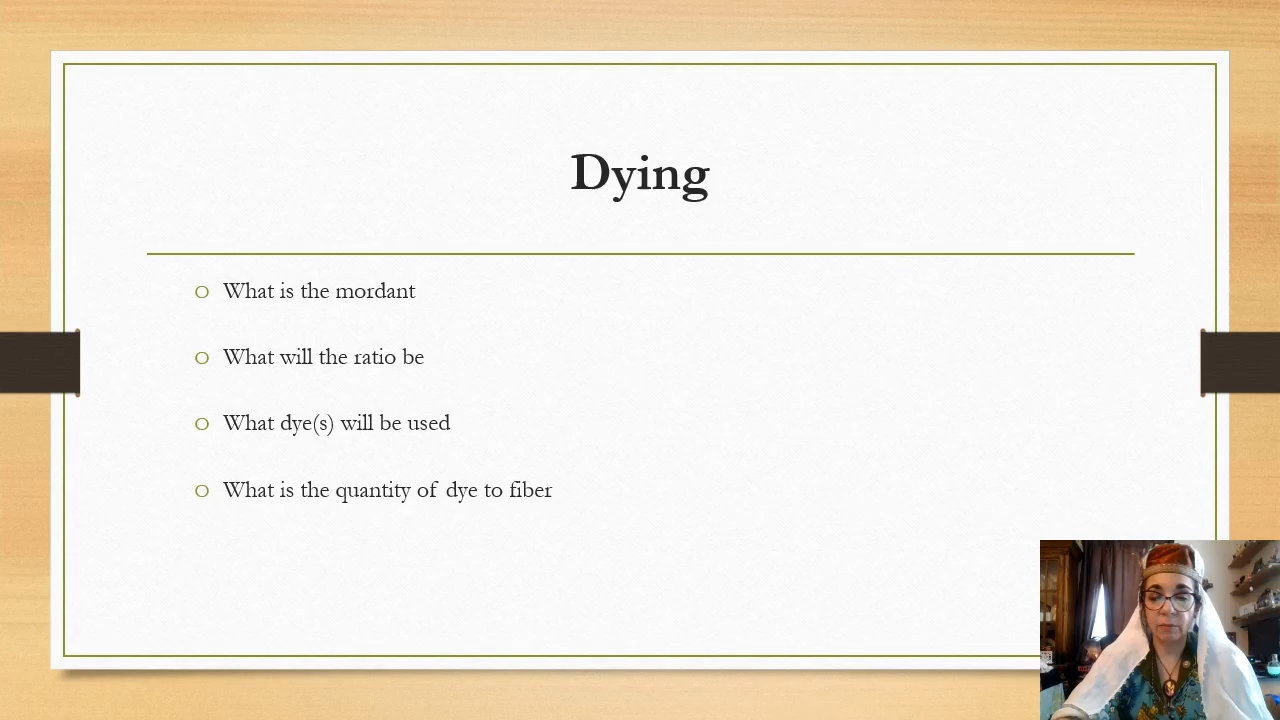 Dying
What is the mordant
What will the ratio be
What dye(s) will be used
What is the quantity of dye to fiber